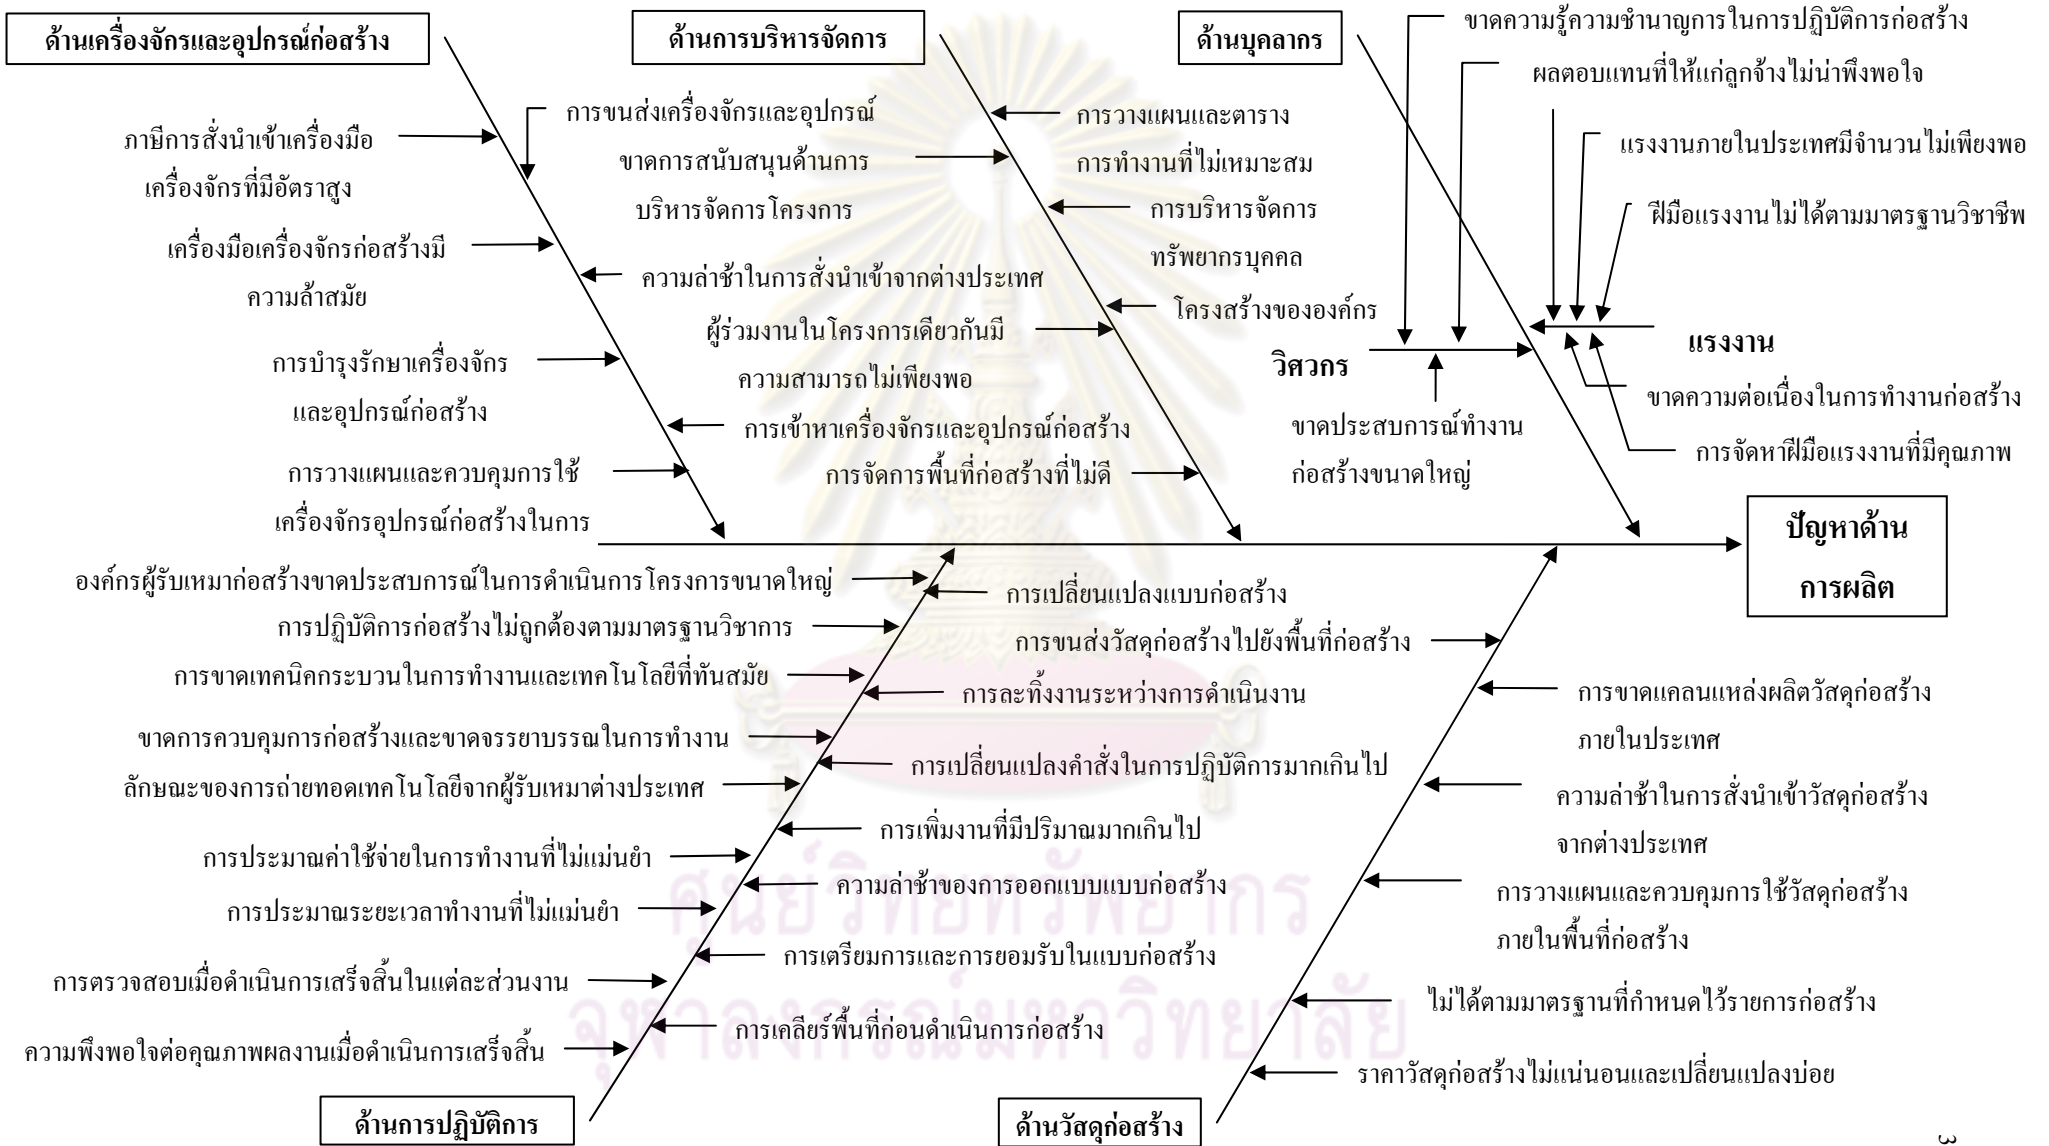 ด้านเครื่องจักรและอุปกรณ์ก่อสร้าง
ภาษีการสั่งนำเข้าเครื่องมือ
เครื่องจักรที่มีอัตราสูง
เครื่องมือเครื่องจักรก่อสร้างมี
ความล้าสมัย
การบำรุงรักษาเครื่องจักร
และอุปกรณ์ก่อสร้าง
การวางแผนและควบคุมการใช้
เครื่องจักรอุปกรณ์ก่อสร้างในการ
การขนส่งเครื่องจักรและอุปกรณ์
ความล่าช้าในการสั่งนำเข้าจากต่างประเทศ
การเข้าหาเครื่องจักรและอุปกรณ์ก่อสร้าง
ด้านการบริหารจัดการ
ขาดการสนับสนุนด้านการ
บริหารจัดการโครงการ
ผู้ร่วมงานในโครงการเดียวกันมี
ความสามารถไม่เพียงพอ
การจัดการพื้นที่ก่อสร้างที่ไม่ดี
การวางแผนและตาราง
การทำงานที่ไม่เหมาะสม
การบริหารจัดการ
ทรัพยากรบุคคล
โครงสร้างขององค์กร
ด้านบุคลากร
ขาดความรู้ความชำนาญการในการปฏิบัติการก่อสร้าง
ผลตอบแทนที่ให้แก่ลูกจ้างไม่น่าพึงพอใจ
แรงงานภายในประเทศมีจำนวนไม่เพียงพอ
ฝีมือแรงงานไม่ได้ตามมาตรฐานวิชาชีพ
แรงงาน
วิศวกร
ขาดความต่อเนื่องในการทำงานก่อสร้าง
ขาดประสบการณ์ทำงาน
ก่อสร้างขนาดใหญ่
การจัดหาฝีมือแรงงานที่มีคุณภาพ
ปัญหาด้าน
การผลิต
องค์กรผู้รับเหมาก่อสร้างขาดประสบการณ์ในการดำเนินการโครงการขนาดใหญ่
การปฏิบัติการก่อสร้างไม่ถูกต้องตามมาตรฐานวิชาการ
การขาดเทคนิคกระบวนในการทำงานและเทคโนโลยีที่ทันสมัย
ขาดการควบคุมการก่อสร้างและขาดจรรยาบรรณในการทำงาน
ลักษณะของการถ่ายทอดเทคโนโลยีจากผู้รับเหมาต่างประเทศ
การประมาณค่าใช้จ่ายในการทำงานที่ไม่แม่นยำ
การประมาณระยะเวลาทำงานที่ไม่แม่นยำ
การตรวจสอบเมื่อดำเนินการเสร็จสิ้นในแต่ละส่วนงาน
ความพึงพอใจต่อคุณภาพผลงานเมื่อดำเนินการเสร็จสิ้น
การเปลี่ยนแปลงแบบก่อสร้าง
การละทิ้งงานระหว่างการดำเนินงาน
การเปลี่ยนแปลงคำสั่งในการปฏิบัติการมากเกินไป
การเพิ่มงานที่มีปริมาณมากเกินไป
ความล่าช้าของการออกแบบแบบก่อสร้าง
การเตรียมการและการยอมรับในแบบก่อสร้าง
การเคลียร์พื้นที่ก่อนดำเนินการก่อสร้าง
ด้านการปฏิบัติการ
การขนส่งวัสดุก่อสร้างไปยังพื้นที่ก่อสร้าง
การขาดแคลนแหล่งผลิตวัสดุก่อสร้าง
ภายในประเทศ
ความล่าช้าในการสั่งนำเข้าวัสดุก่อสร้าง
จากต่างประเทศ
การวางแผนและควบคุมการใช้วัสดุก่อสร้าง
ภายในพื้นที่ก่อสร้าง
ไม่ได้ตามมาตรฐานที่กำหนดไว้รายการก่อสร้าง
ราคาวัสดุก่อสร้างไม่แน่นอนและเปลี่ยนแปลงบ่อย
ด้านวัสดุก่อสร้าง
ศูนย์วิทยทรัพยากร
จุฬาลงกรณ์มหาวิทยาลัย
3